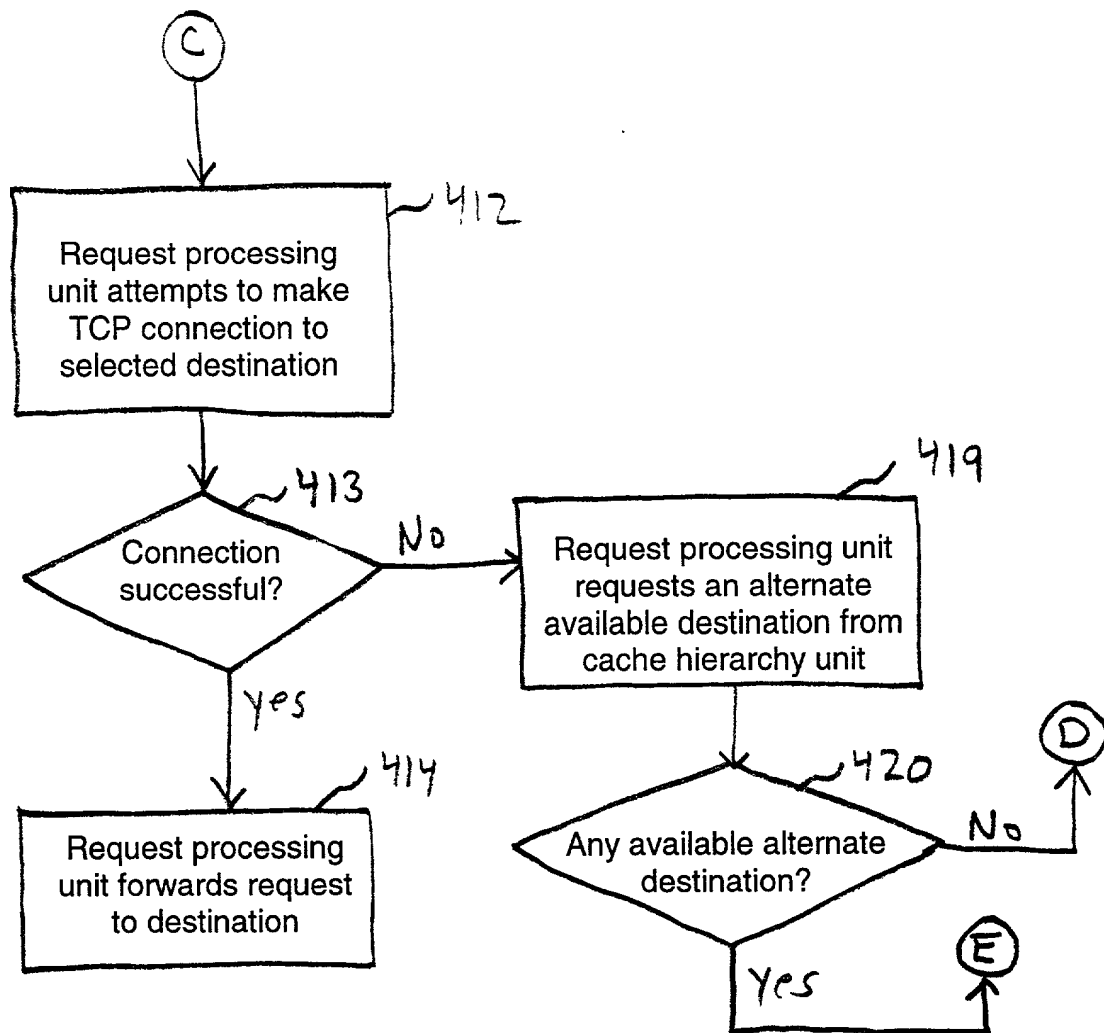 C
412
Request processing
unit attempts to make
TCP connection to
selected destination
413
Connection
successful?
No
yes
419
Request processing unit
requests an alternate
available destination from
cache hierarchy unit
414
Request processing
unit forwards request
to destination
420
Any available alternate
destination?
No
D
yes
E